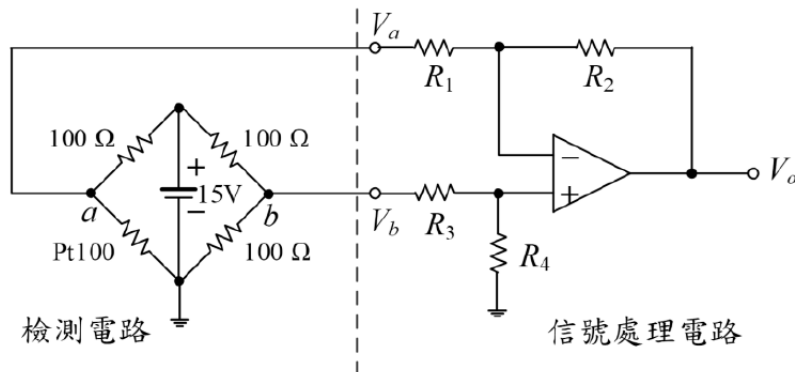 Vₐ
R₁
R₂
100 Ω
100 Ω
+
15V
−
a
b
Pt100
100 Ω
V_b
R₃
−
+
Vₒ
R₄
檢測電路
信號處理電路